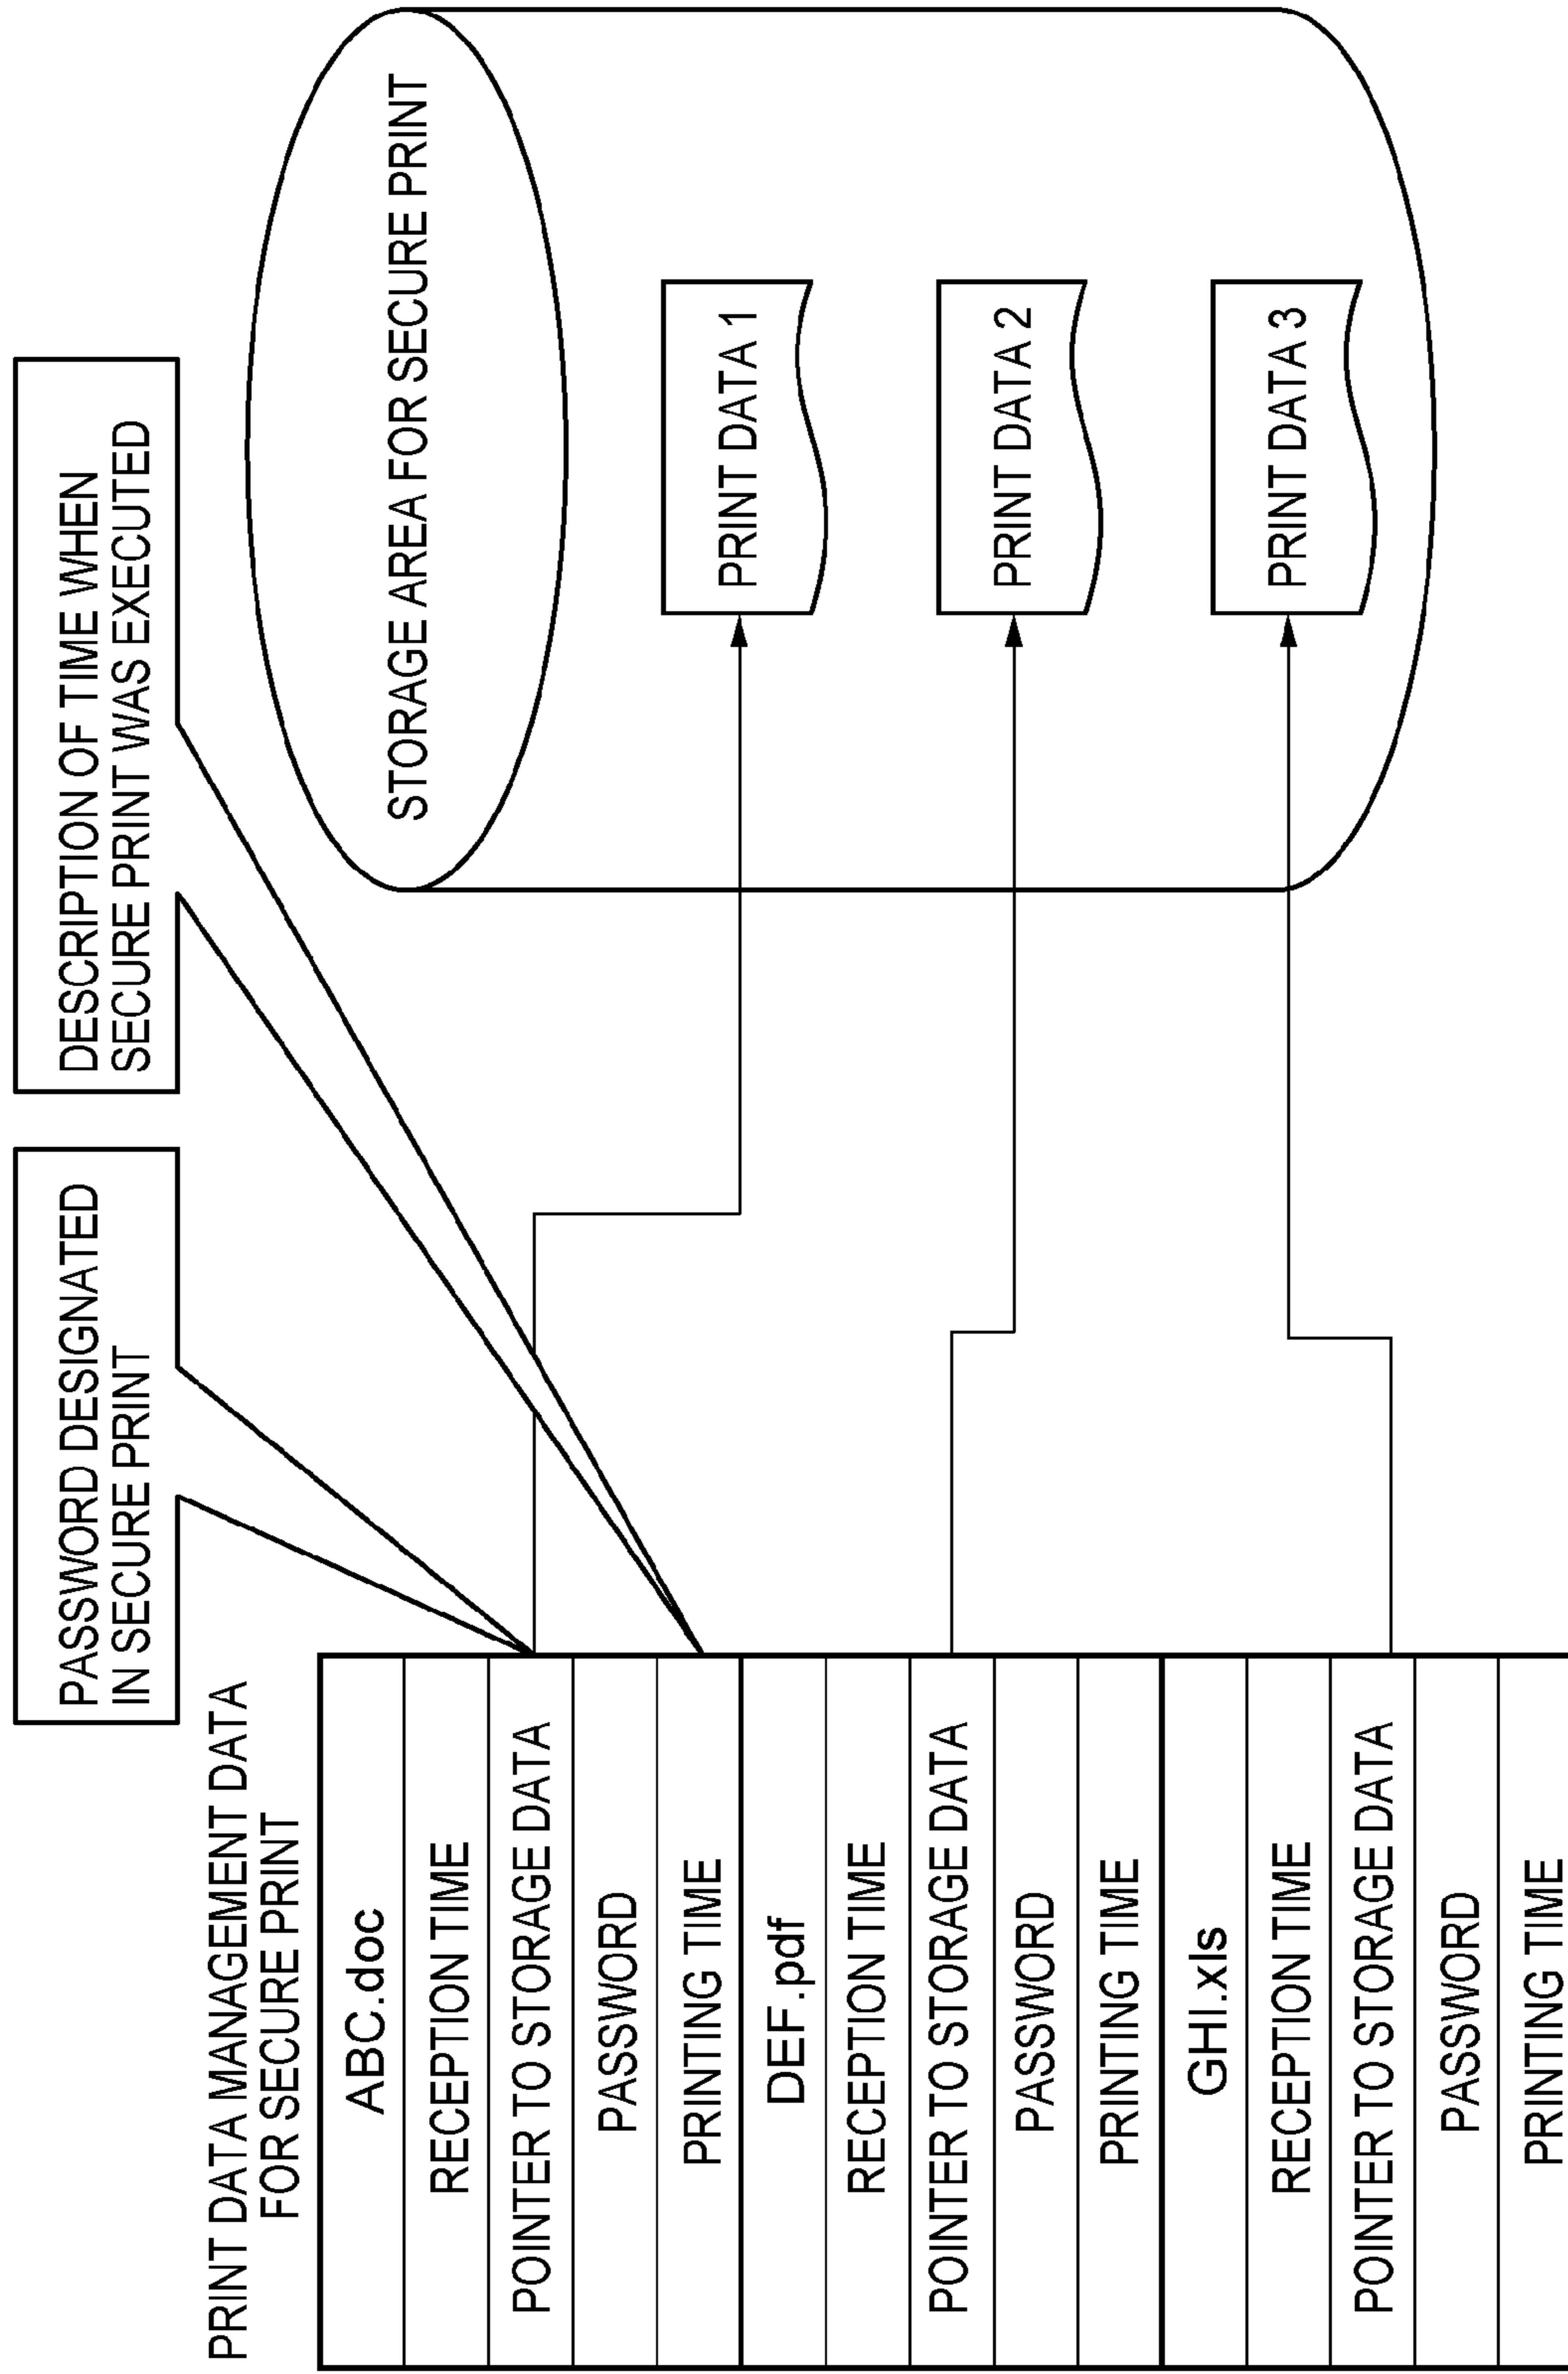 PASSWORD DESIGNATED
IN SECURE PRINT
DESCRIPTION OF TIME WHEN
SECURE PRINT WAS EXECUTED
PRINT DATA MANAGEMENT DATA
FOR SECURE PRINT
ABC.doc
RECEPTION TIME
POINTER TO STORAGE DATA
PASSWORD
PRINTING TIME
DEF.pdf
RECEPTION TIME
POINTER TO STORAGE DATA
PASSWORD
PRINTING TIME
GHI.xls
RECEPTION TIME
POINTER TO STORAGE DATA
PASSWORD
PRINTING TIME
STORAGE AREA FOR SECURE PRINT
PRINT DATA 1
PRINT DATA 2
PRINT DATA 3